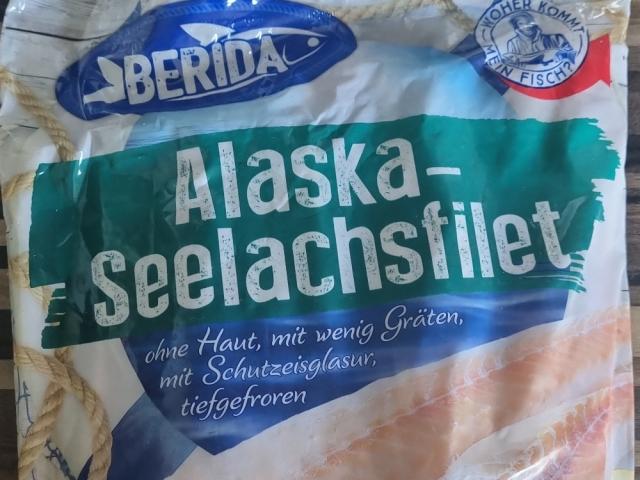 BERIDA
WOHER KOMMT
MEIN FISCH?
Alaska-
Seelachsfilet
ohne Haut, mit wenig Gräten,
mit Schutzeisglasur,
tiefgefroren